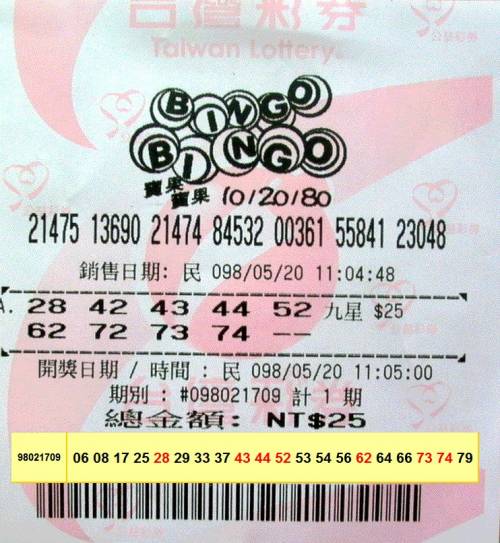 台灣彩券
Taiwan Lottery
公益彩券
BINGO
BINGO
賓果
賓果 10/20/80
21475 13690 21474 84532 00361 55841 23048
銷售日期: 民 098/05/20 11:04:48
A. 28 42 43 44 52 九星 $25
62 72 73 74 --
開獎日期 / 時間 : 民 098/05/20 11:05:00
期別 : #098021709 計 1 期
總金額: NT$25
98021709 06 08 17 25 28 29 33 37 43 44 52 53 54 56 62 64 66 73 74 79